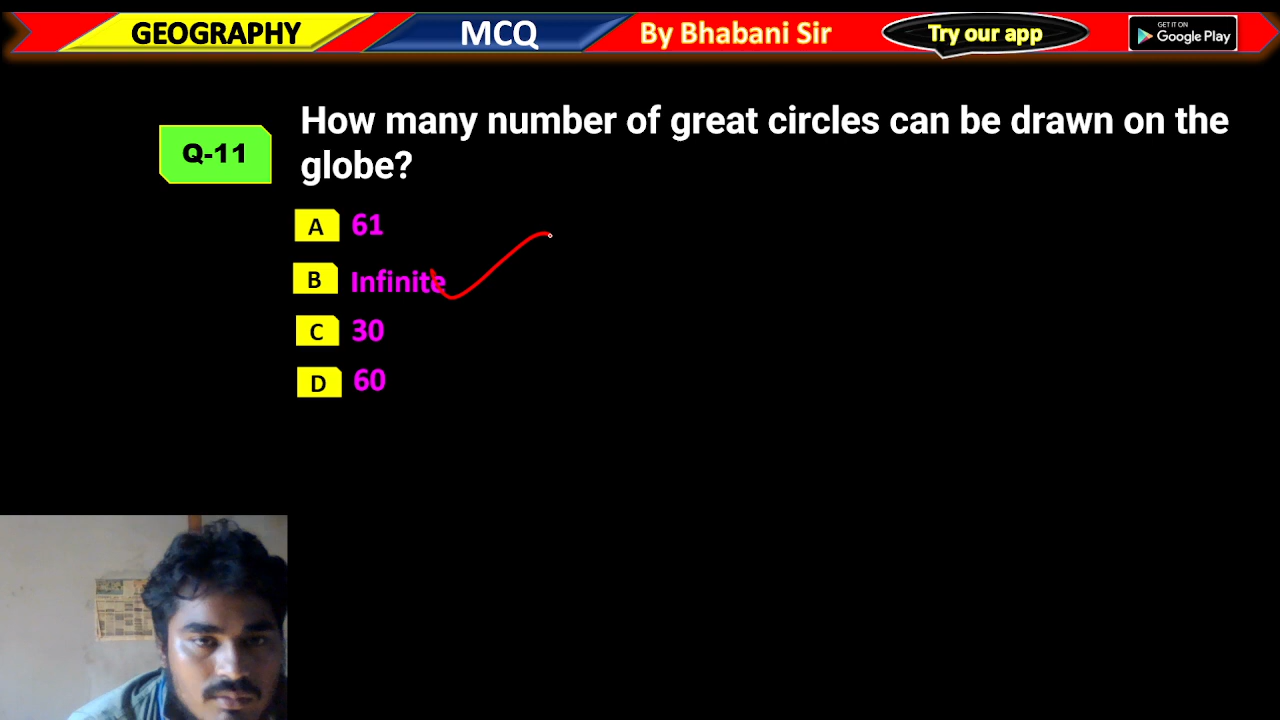 GEOGRAPHY MCQ By Bhabani Sir Try our app GET IT ON Google Play
Q-11 How many number of great circles can be drawn on the
globe?
A 61
B Infinite
C 30
D 60